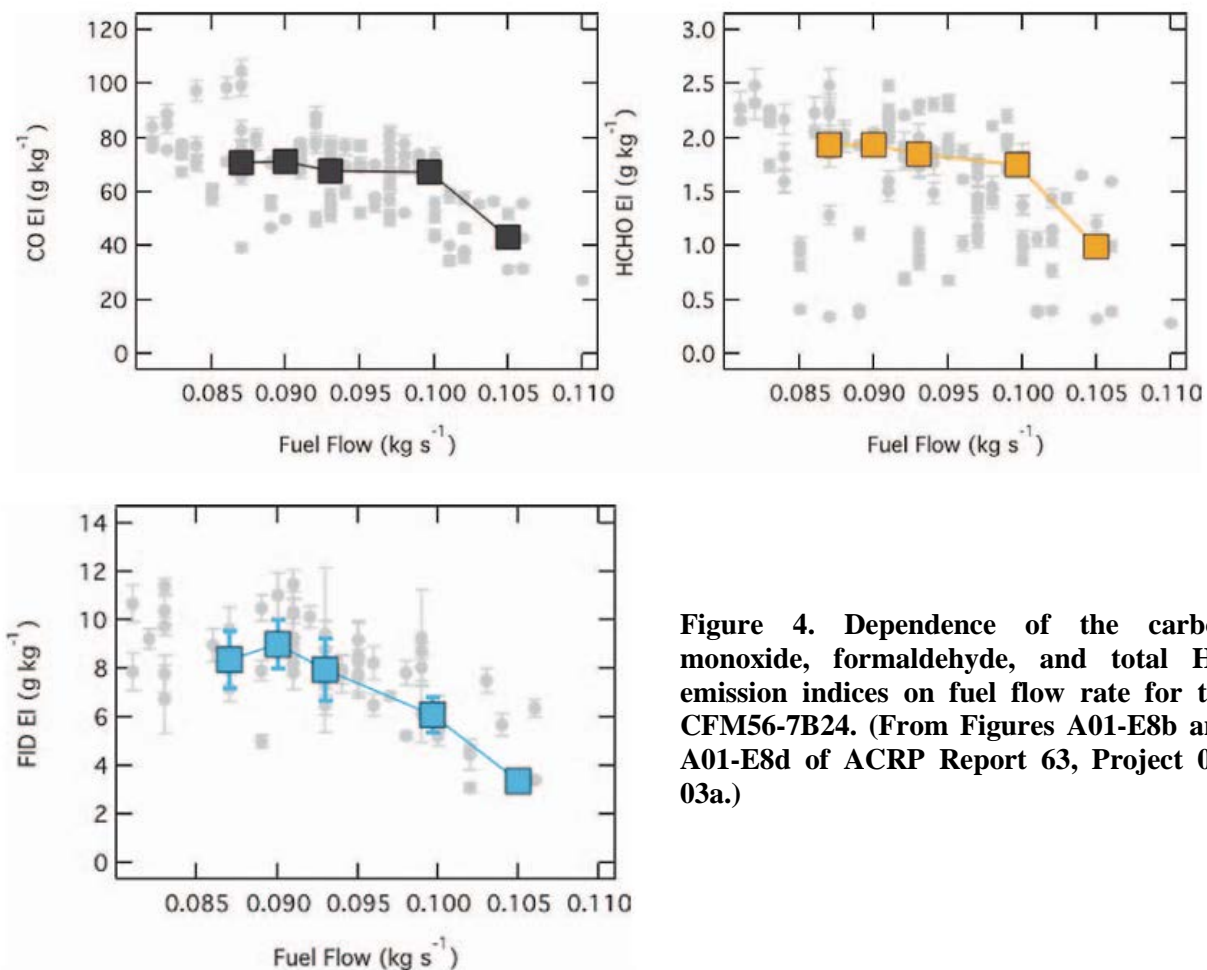 120
100
80
60
40
20
0
CO EI (g kg⁻¹)
0.085 0.090 0.095 0.100 0.105 0.110
Fuel Flow (kg s⁻¹)
3.0
2.5
2.0
1.5
1.0
0.5
0.0
HCHO EI (g kg⁻¹)
0.085 0.090 0.095 0.100 0.105 0.110
Fuel Flow (kg s⁻¹)
14
12
10
8
6
4
2
0
FID EI (g kg⁻¹)
0.085 0.090 0.095 0.100 0.105 0.110
Fuel Flow (kg s⁻¹)
Figure 4. Dependence of the carbo
monoxide, formaldehyde, and total H
emission indices on fuel flow rate for t
CFM56-7B24. (From Figures A01-E8b a
A01-E8d of ACRP Report 63, Project 0
03a.)